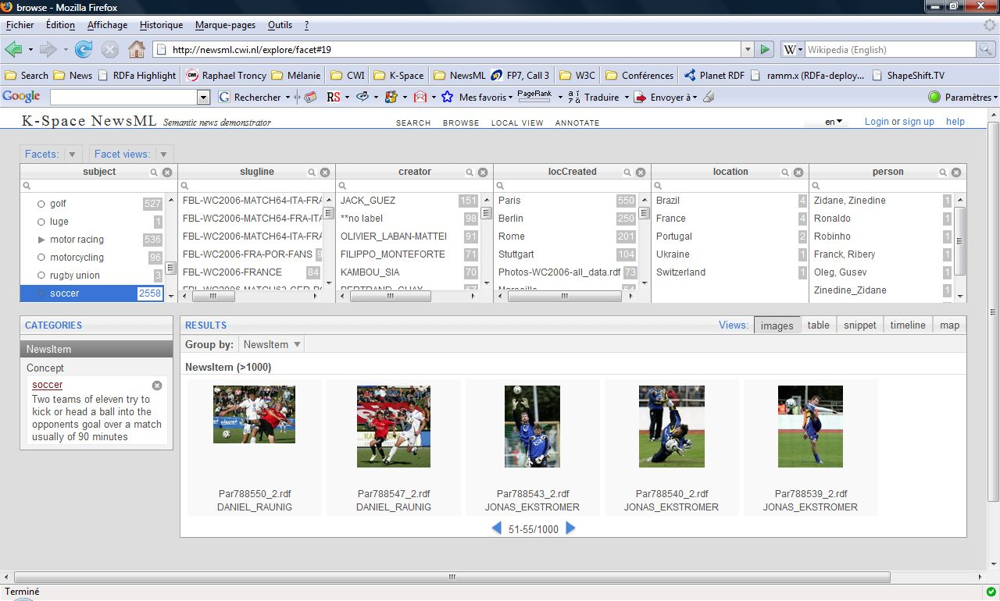 browse - Mozilla Firefox
Fichier Édition Affichage Historique Marque-pages Outils ?
http://newsml.cwi.nl/explore/facet#19 W Wikipedia (English)
Search News RDFa Highlight Raphael Troncy Mélanie CWI K-Space NewsML FP7, Call 3 W3C Conférences Planet RDF ramm.x (RDFa-deploy... ShapeShift.TV
Google G Rechercher RS Mes favoris PageRank Traduire Envoyer à Paramètres
K-Space NewsML Semantic news demonstrator SEARCH BROWSE LOCAL VIEW ANNOTATE en Login or sign up help
Facets: Facet views:
subject slugline creator locCreated location person
golf 527 FBL-WC2006-MATCH64-ITA-FRA JACK_GUEZ 151 Paris 550 Brazil 4 Zidane, Zinedine 1
luge 1 FBL-WC2006-MATCH64-FRA-ITA **no label 98 Berlin 250 France 4 Ronaldo 1
motor racing 536 FBL-WC2006-MATCH64-ITA-FRA OLIVIER_LABAN-MATTEI 91 Rome 201 Portugal 2 Robinho 1
motorcycling 96 FBL-WC2006-FRA-POR-FANS 9 FILIPPO_MONTEFORTE 71 Stuttgart 104 Ukraine 1 Franck, Ribery 1
rugby union 3 FBL-WC2006-FRANCE 84 KAMBOU_SIA 70 Photos-WC2006-all_data.rdf 73 Switzerland 1 Oleg, Gusev 1
soccer 2558 FBL-WC2006-MATCH63-GER-PO BERTRAND_GUAY 57 Marseille 54 Zinedine_Zidane 1
CATEGORIES
NewsItem
Concept
soccer
Two teams of eleven try to
kick or head a ball into the
opponents goal over a match
usually of 90 minutes
RESULTS Views: images table snippet timeline map
Group by: NewsItem
NewsItem (>1000)
Par788550_2.rdf Par788547_2.rdf Par788543_2.rdf Par788540_2.rdf Par788539_2.rdf
DANIEL_RAUNIG DANIEL_RAUNIG JONAS_EKSTROMER JONAS_EKSTROMER JONAS_EKSTROMER
51-55/1000
Terminé